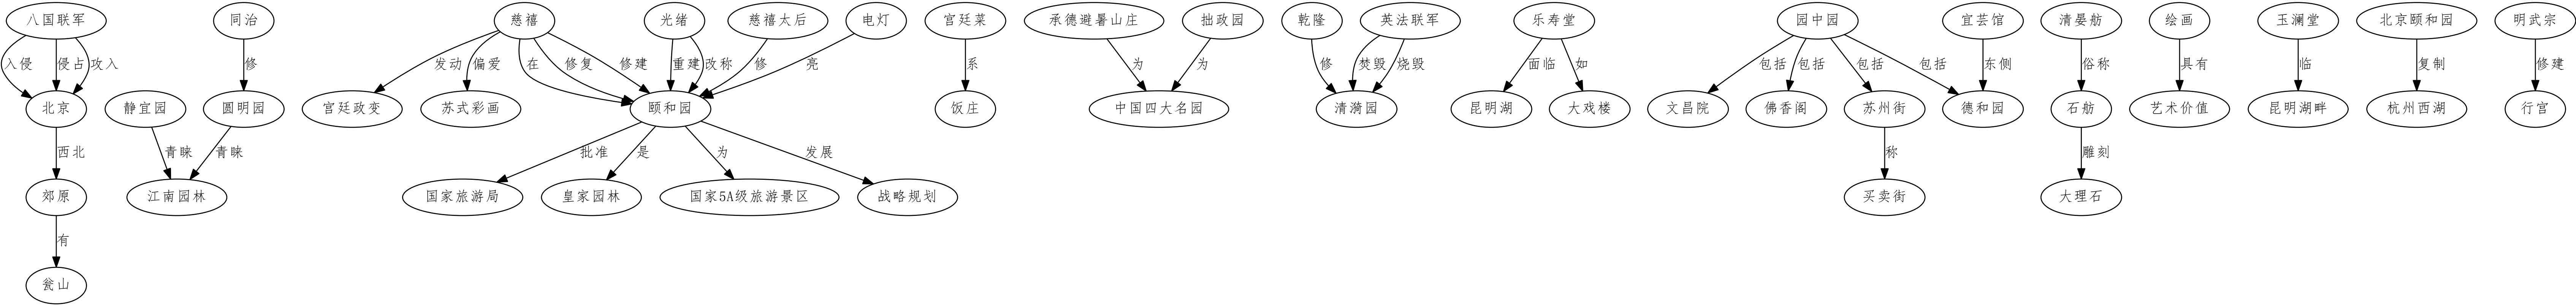 八国联军 同治 慈禧 光绪 慈禧太后 电灯 宫廷菜 承德避暑山庄 拙政园 乾隆 英法联军 乐寿堂 园中园 宜芸馆 清晏舫 绘画 玉澜堂 北京颐和园 明武宗
入侵 侵占 攻入 修 发动 偏爱 在 修复 修建 重建 改称 修 亮 系 为 为 修 焚毁 烧毁 面临 如 包括 包括 包括 包括 东侧 俗称 具有 临 复制 修建
北京 静宜园 圆明园 宫廷政变 苏式彩画 颐和园 饭庄 中国四大名园 清漪园 昆明湖 大戏楼 文昌院 佛香阁 苏州街 德和园 石舫 艺术价值 昆明湖畔 杭州西湖 行宫
西北 青睐 青睐 批准 是 为 发展 称 雕刻
郊原 江南园林 国家旅游局 皇家园林 国家5A级旅游景区 战略规划 买卖街 大理石
有
瓮山